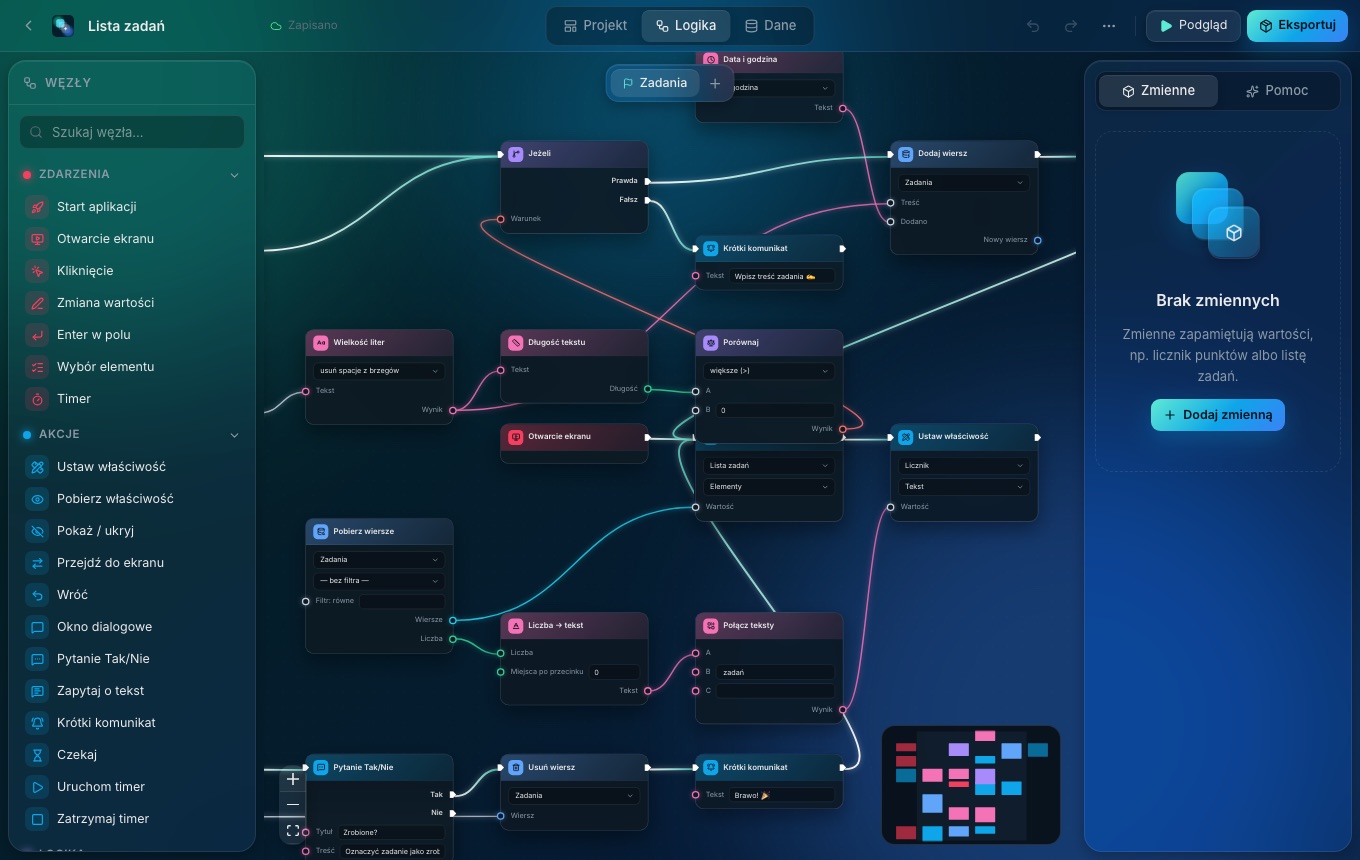 Lista zadań
Zapisano
Projekt
Logika
Dane
Podgląd
Eksportuj
WĘZŁY
Szukaj węzła...
ZDARZENIA
Start aplikacji
Otwarcie ekranu
Kliknięcie
Zmiana wartości
Enter w polu
Wybór elementu
Timer
AKCJE
Ustaw właściwość
Pobierz właściwość
Pokaż / ukryj
Przejdź do ekranu
Wróć
Okno dialogowe
Pytanie Tak/Nie
Zapytaj o tekst
Krótki komunikat
Czekaj
Uruchom timer
Zatrzymaj timer
Zadania
Data i godzina
Tekst
Jeżeli
Prawda
Fałsz
Warunek
Dodaj wiersz
Zadania
Treść
Dodano
Nowy wiersz
Krótki komunikat
Tekst
Wpisz treść zadania ✍️
Wielkość liter
usuń spacje z brzegów
Tekst
Wynik
Długość tekstu
Tekst
Długość
Porównaj
większe (>)
A
B
0
Wynik
Otwarcie ekranu
Lista zadań
Elementy
Wartość
Ustaw właściwość
Licznik
Tekst
Wartość
Pobierz wiersze
Zadania
— bez filtra —
Filtr: równe
Wiersze
Liczba
Liczba → tekst
Liczba
Miejsca po przecinku
0
Tekst
Połącz teksty
A
B
zadań
C
Wynik
Pytanie Tak/Nie
Tak
Nie
Tytuł
Zrobione?
Treść
Oznaczyć zadanie jako
Usuń wiersz
Zadania
Wiersz
Krótki komunikat
Tekst
Brawo! 🎉
Zmienne
Pomoc
Brak zmiennych
Zmienne zapamiętują wartości,
np. licznik punktów albo listę
zadań.
Dodaj zmienną